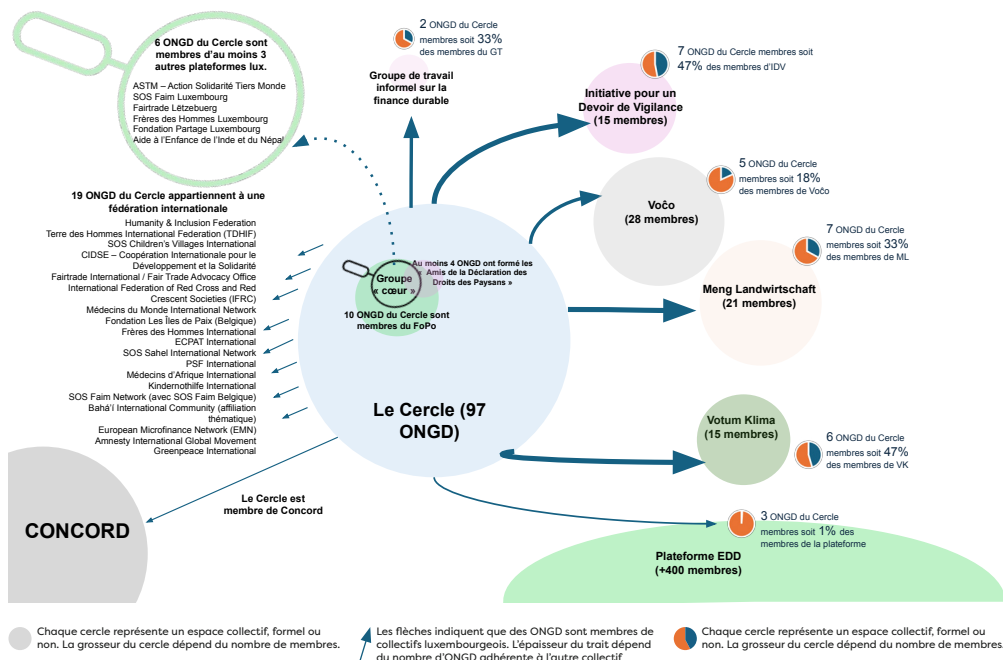 6 ONGD du Cercle sont
membres d'au moins 3
autres plateformes lux.
ASTM – Action Solidarité Tiers Monde
SOS Faim Luxembourg
Fairtrade Lëtzebuerg
Frères des Hommes Luxembourg
Fondation Partage Luxembourg
Aide à l'Enfance de l'Inde et du Népal
2 ONGD du Cercle
membres soit 33%
des membres du GT
Groupe de travail
informel sur la
finance durable
7 ONGD du Cercle membres soit
47% des membres d'IDV
Initiative pour un
Devoir de Vigilance
(15 membres)
5 ONGD du Cercle
membres soit 18%
des membres de Voĉo
Voĉo
(28 membres)
7 ONGD du Cercle
membres soit 33%
des membres de ML
Meng Landwirtschaft
(21 membres)
19 ONGD du Cercle appartiennent à une
fédération internationale
Humanity & Inclusion Federation
Terre des Hommes International Federation (TDHIF)
SOS Children's Villages International
CIDSE – Coopération Internationale pour le
Développement et la Solidarité
Fairtrade International / Fair Trade Advocacy Office
International Federation of Red Cross and Red
Crescent Societies (IFRC)
Médecins du Monde International Network
Fondation Les Îles de Paix (Belgique)
Frères des Hommes International
ECPAT International
SOS Sahel International Network
PSF International
Médecins d'Afrique International
Kindernothilfe International
SOS Faim Network (avec SOS Faim Belgique)
Bahá'í International Community (affiliation
thématique)
European Microfinance Network (EMN)
Amnesty International Global Movement
Greenpeace International
Au moins 4 ONGD ont formé les
« Amis de la Déclaration des
Droits des Paysans »
Groupe
« cœur »
10 ONGD du Cercle sont
membres du FoPo
Le Cercle (97
ONGD)
Votum Klima
(15 membres)
6 ONGD du Cercle
membres soit 47%
des membres de VK
Le Cercle est
membre de Concord
CONCORD
3 ONGD du Cercle
membres soit 1% des
membres de la plateforme
Plateforme EDD
(+400 membres)
Chaque cercle représente un espace collectif, formel ou
non. La grosseur du cercle dépend du nombre de membres.
Les flèches indiquent que des ONGD sont membres de
collectifs luxembourgeois. L'épaisseur du trait dépend
du nombre d'ONGD adhérente à l'autre collectif
Chaque cercle représente un espace collectif, formel ou
non. La grosseur du cercle dépend du nombre de membres